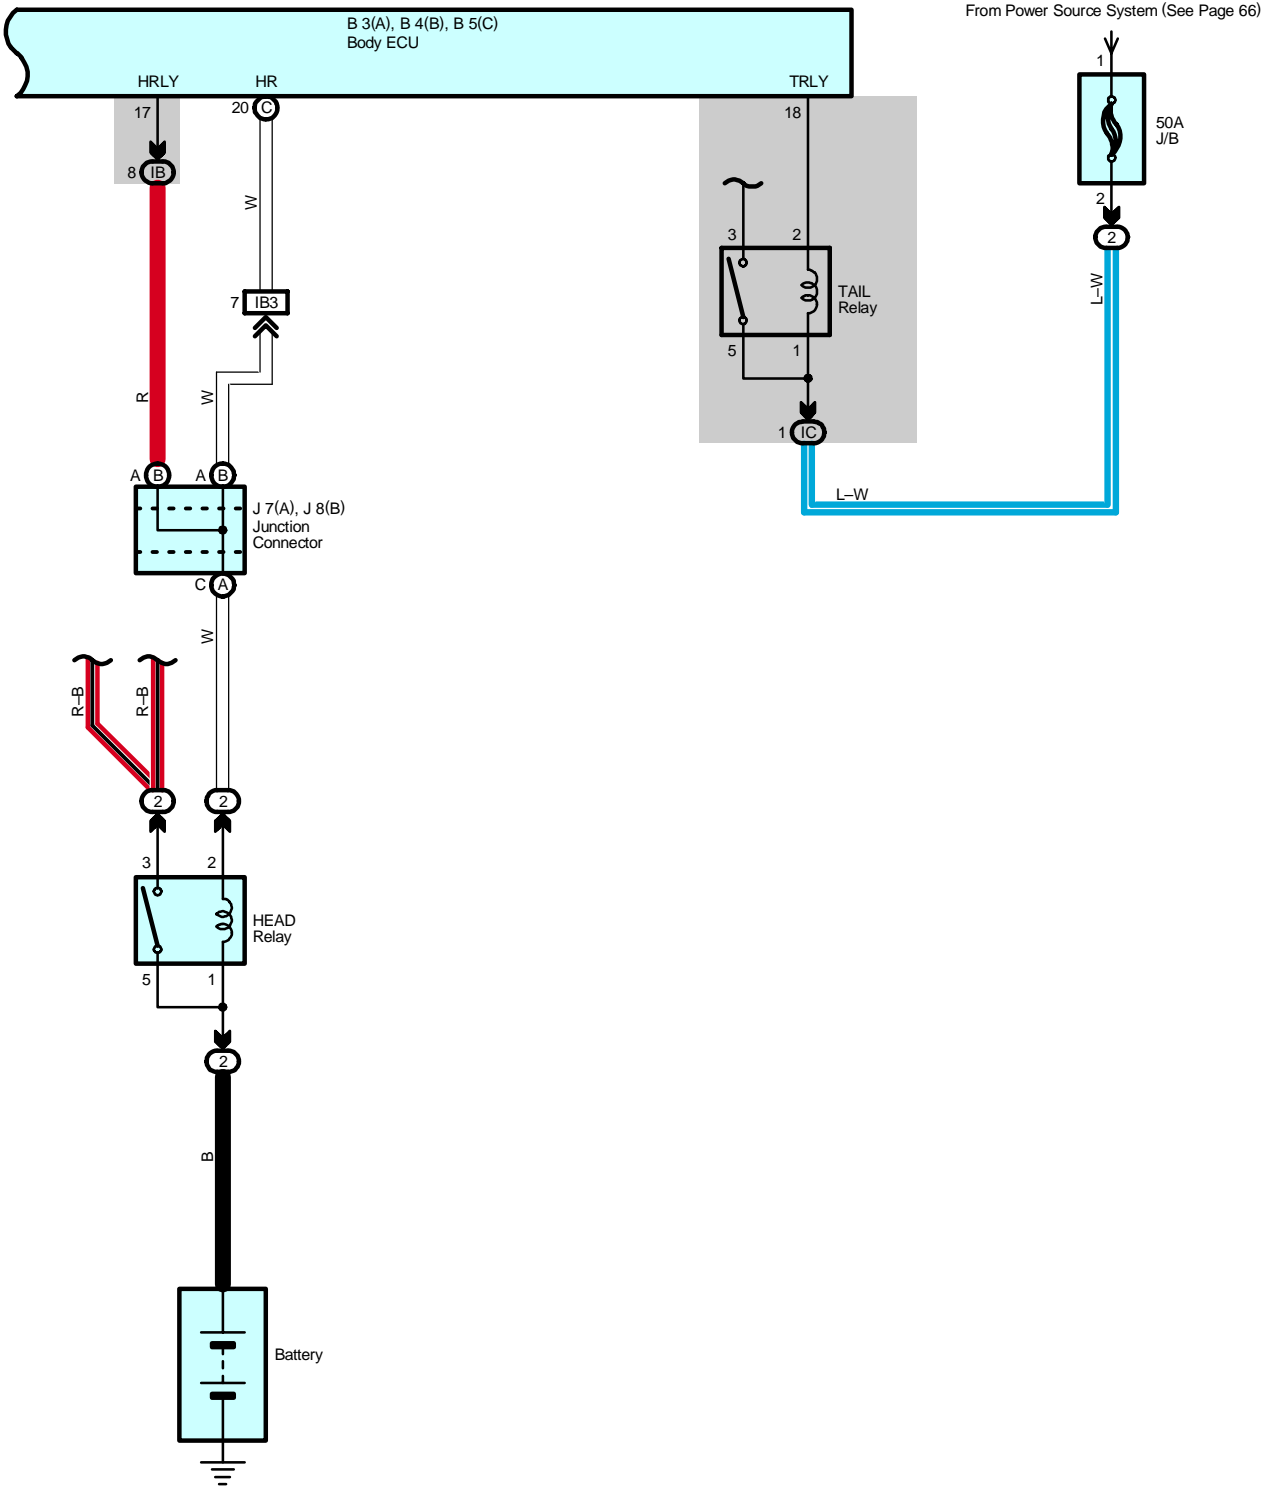 From Power Source System (See Page 66)
B 3(A), B 4(B), B 5(C)
Body ECU
HRLY
HR
TRLY
1
17
20
C
18
50A
J/B
8
IB
W
2
2
3
2
L–W
7
IB3
TAIL
Relay
5
1
R
W
1
IC
A
B
A
B
L–W
J 7(A), J 8(B)
Junction
Connector
C
A
W
R–B
R–B
2
2
3
2
HEAD
Relay
5
1
2
B
Battery